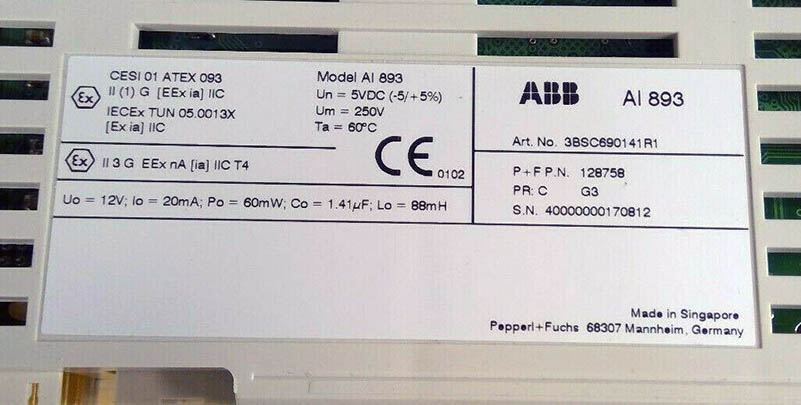 CESI 01 ATEX 093
II (1) G [EEx ia] IIC
IECEx TUN 05.0013X
[Ex ia] IIC
Ex
Model AI 893
Un = 5VDC (-5/+5%)
Um = 250V
Ta = 60°C
CE 0102
Ex II 3 G EEx nA [ia] IIC T4
Uo = 12V; Io = 20mA; Po = 60mW; Co = 1.41µF; Lo = 88mH
ABB AI 893
Art. No. 3BSC690141R1
P+F P.N. 128758
PR: C G3
S.N. 40000000170812
Made in Singapore
Pepperl+Fuchs 68307 Mannheim, Germany